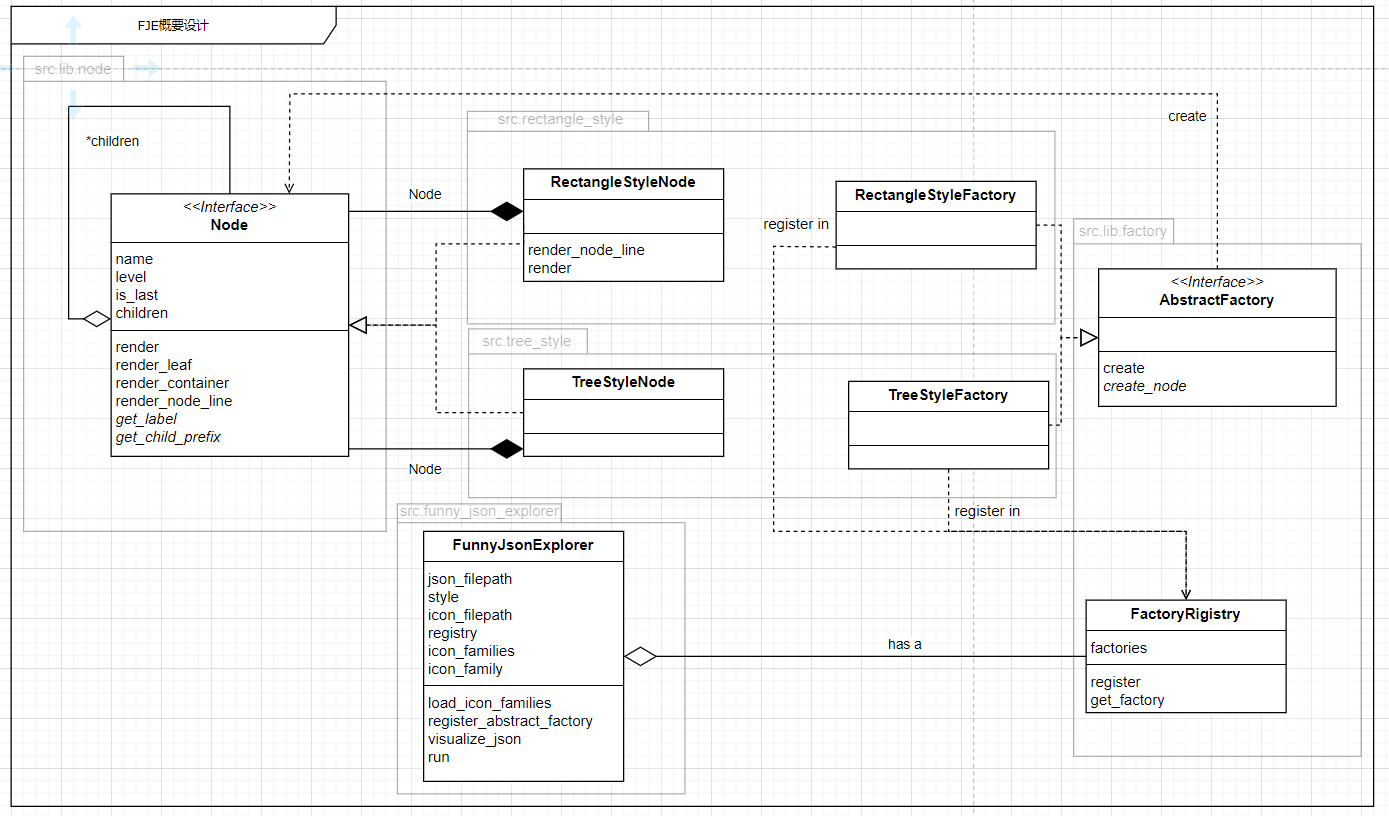 FJE概要设计
src.lib.node
*children
<<Interface>>
Node
name
level
is_last
children
render
render_leaf
render_container
render_node_line
get_label
get_child_prefix
Node
Node
src.rectangle_style
RectangleStyleNode
render_node_line
render
RectangleStyleFactory
register in
create
src.tree_style
TreeStyleNode
TreeStyleFactory
register in
src.lib.factory
<<Interface>>
AbstractFactory
create
create_node
src.funny_json_explorer
FunnyJsonExplorer
json_filepath
style
icon_filepath
registry
icon_families
icon_family
load_icon_families
register_abstract_factory
visualize_json
run
has a
FactoryRigistry
factories
register
get_factory